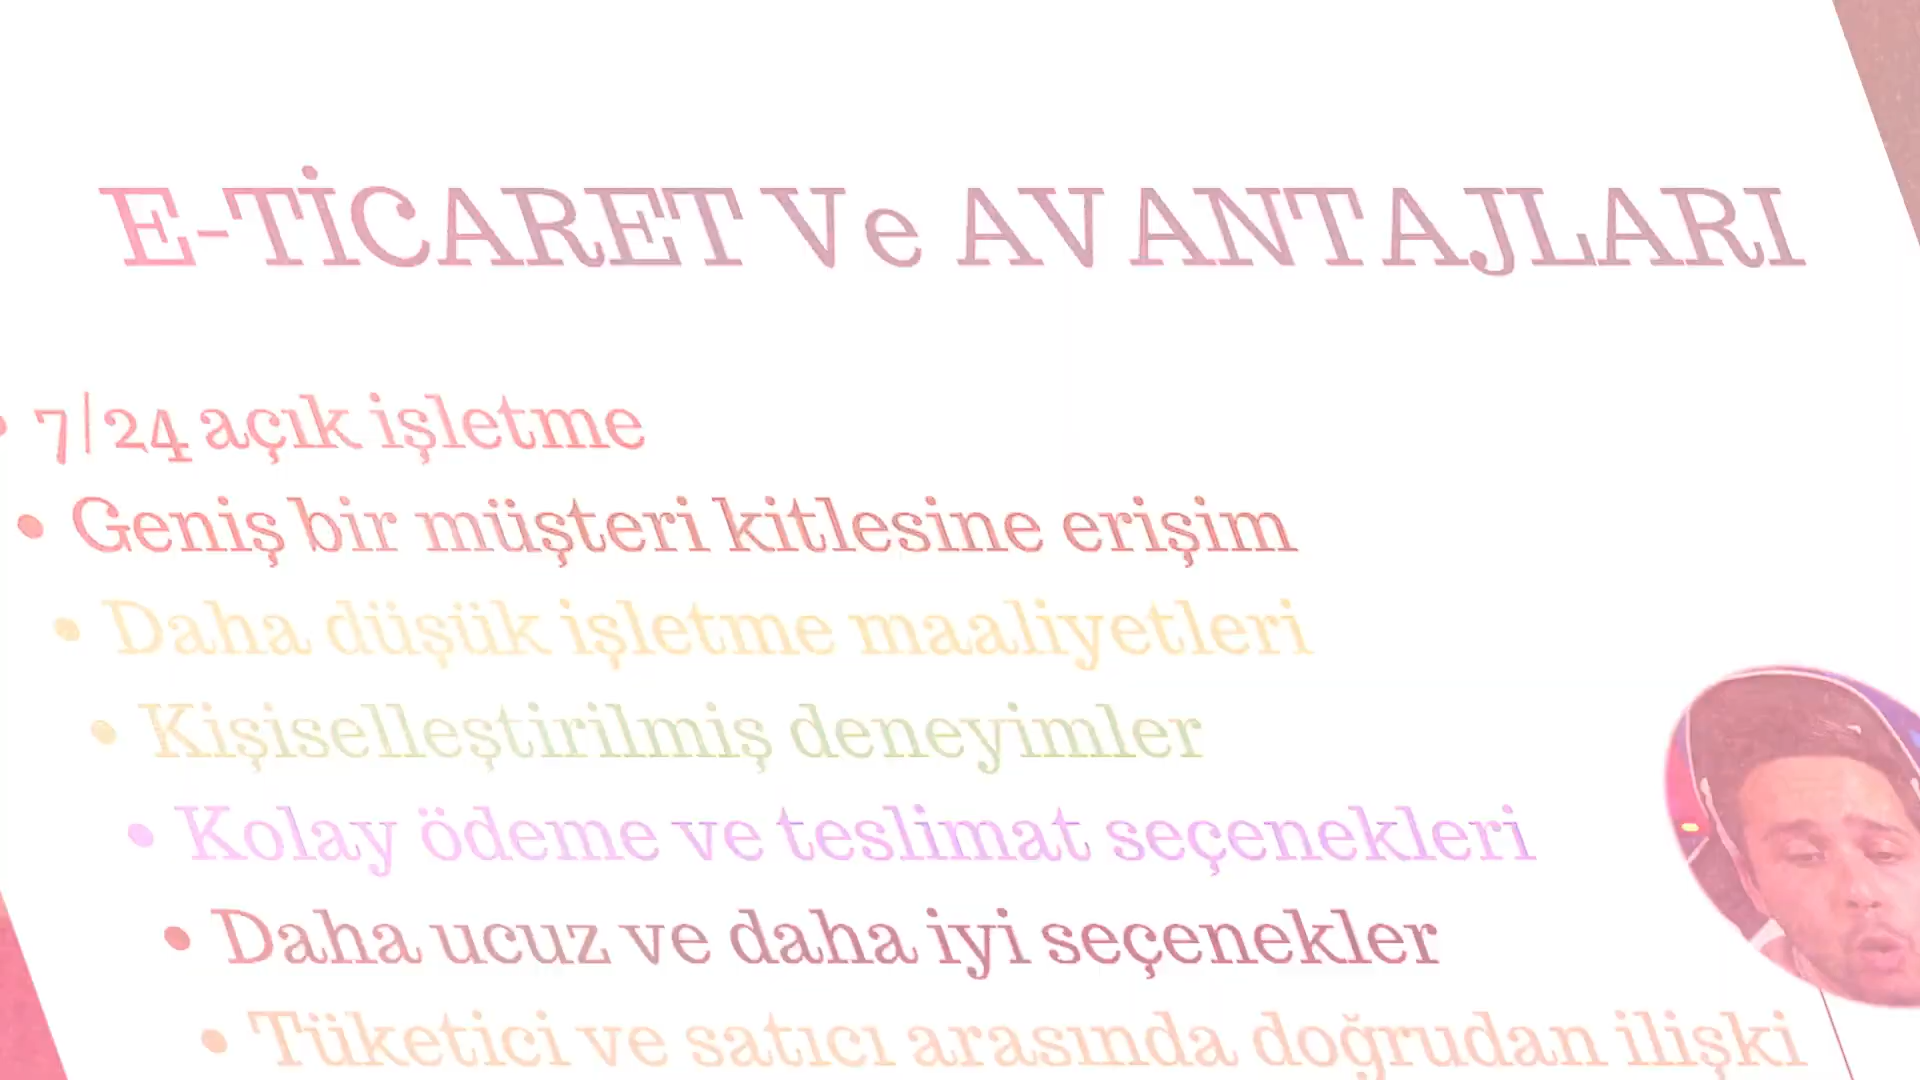 E-TİCARET Ve AVANTAJLARI
• 7/24 açık işletme
• Geniş bir müşteri kitlesine erişim
• Daha düşük işletme maaliyetleri
• Kişiselleştirilmiş deneyimler
• Kolay ödeme ve teslimat seçenekleri
• Daha ucuz ve daha iyi seçenekler
• Tüketici ve satıcı arasında doğrudan ilişki